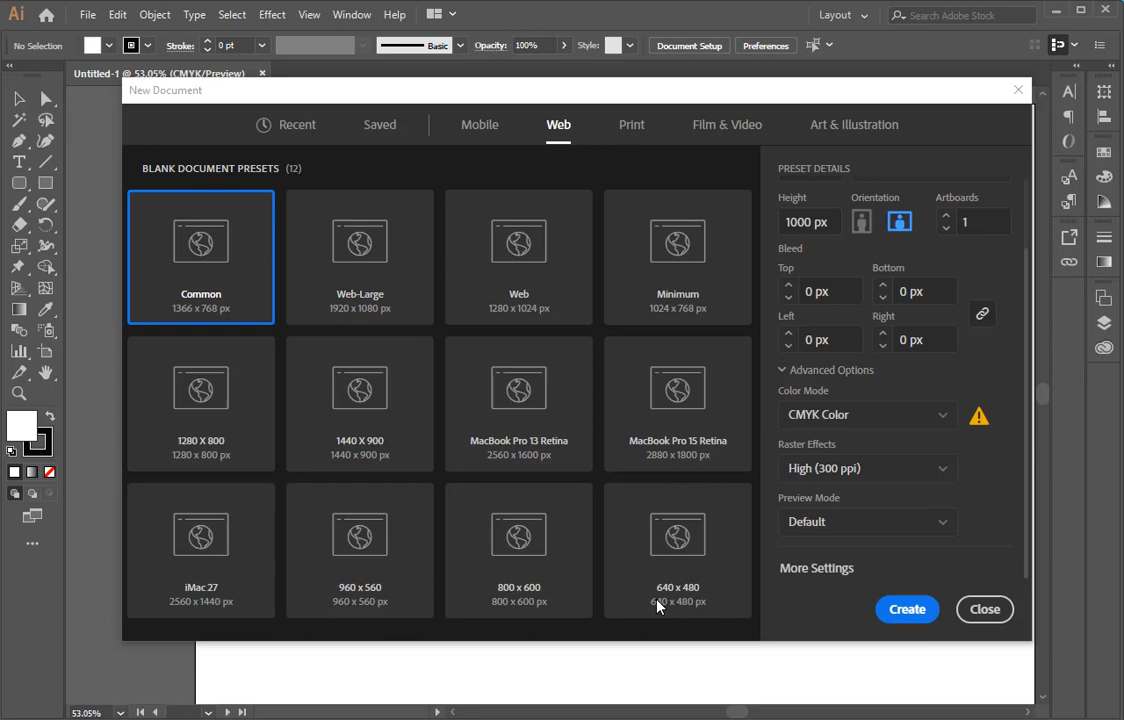 Ai File Edit Object Type Select Effect View Window Help Layout Search Adobe Stock
No Selection Stroke: 0 pt Basic Opacity: 100% Style: Document Setup Preferences
Untitled-1 @ 53.05% (CMYK/Preview)
New Document
Recent Saved Mobile Web Print Film & Video Art & Illustration
BLANK DOCUMENT PRESETS (12)
Common
1366 x 768 px
Web-Large
1920 x 1080 px
Web
1280 x 1024 px
Minimum
1024 x 768 px
1280 X 800
1280 x 800 px
1440 X 900
1440 x 900 px
MacBook Pro 13 Retina
2560 x 1600 px
MacBook Pro 15 Retina
2880 x 1800 px
iMac 27
2560 x 1440 px
960 x 560
960 x 560 px
800 x 600
800 x 600 px
640 x 480
640 x 480 px
PRESET DETAILS
Height Orientation Artboards
1000 px 1
Bleed
Top Bottom
0 px 0 px
Left Right
0 px 0 px
Advanced Options
Color Mode
CMYK Color
Raster Effects
High (300 ppi)
Preview Mode
Default
More Settings
Create Close
53.05%